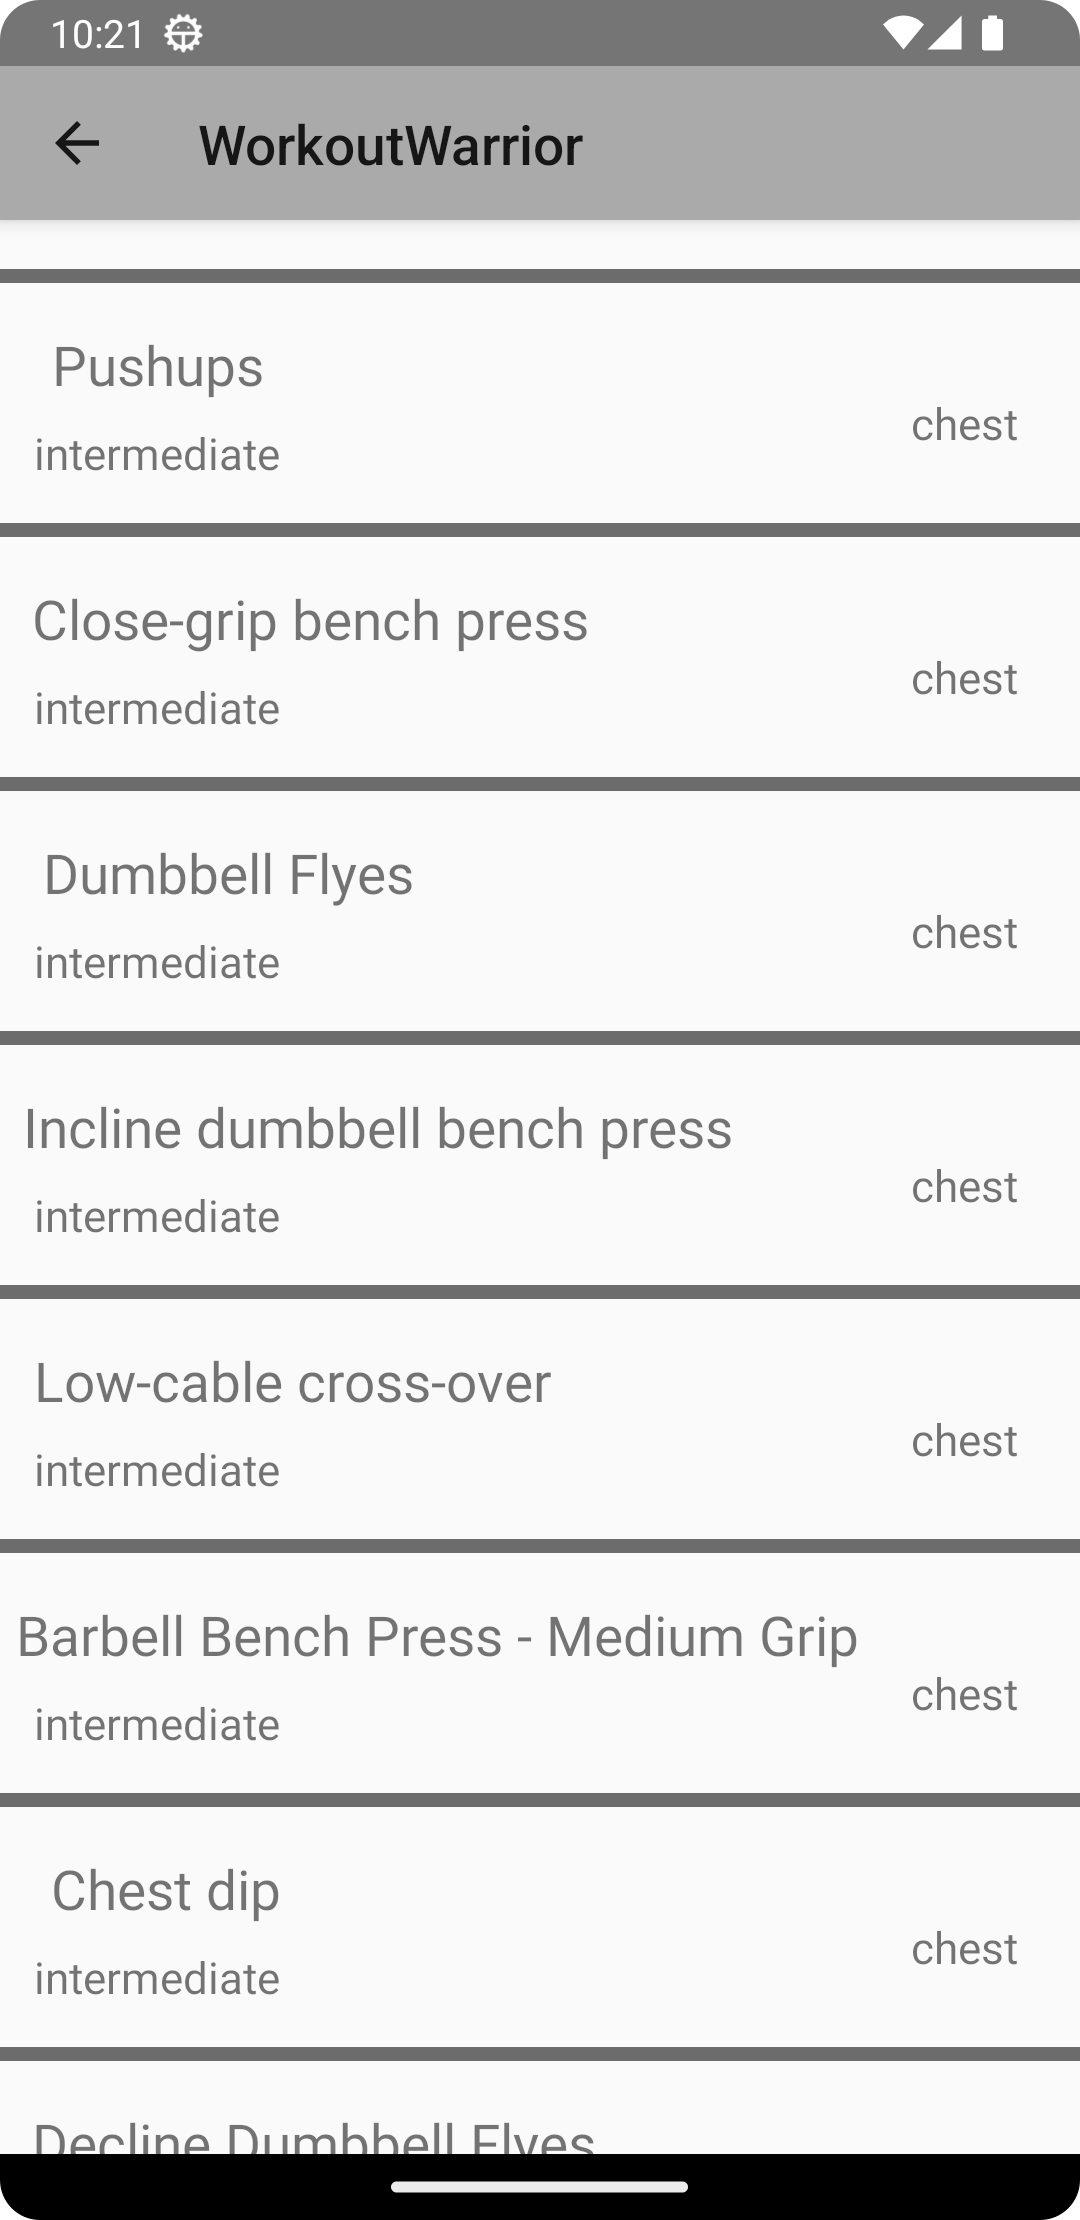 10:21
WorkoutWarrior
Pushups
intermediate
chest
Close-grip bench press
intermediate
chest
Dumbbell Flyes
intermediate
chest
Incline dumbbell bench press
intermediate
chest
Low-cable cross-over
intermediate
chest
Barbell Bench Press - Medium Grip
intermediate
chest
Chest dip
intermediate
chest
Decline Dumbbell Flyes